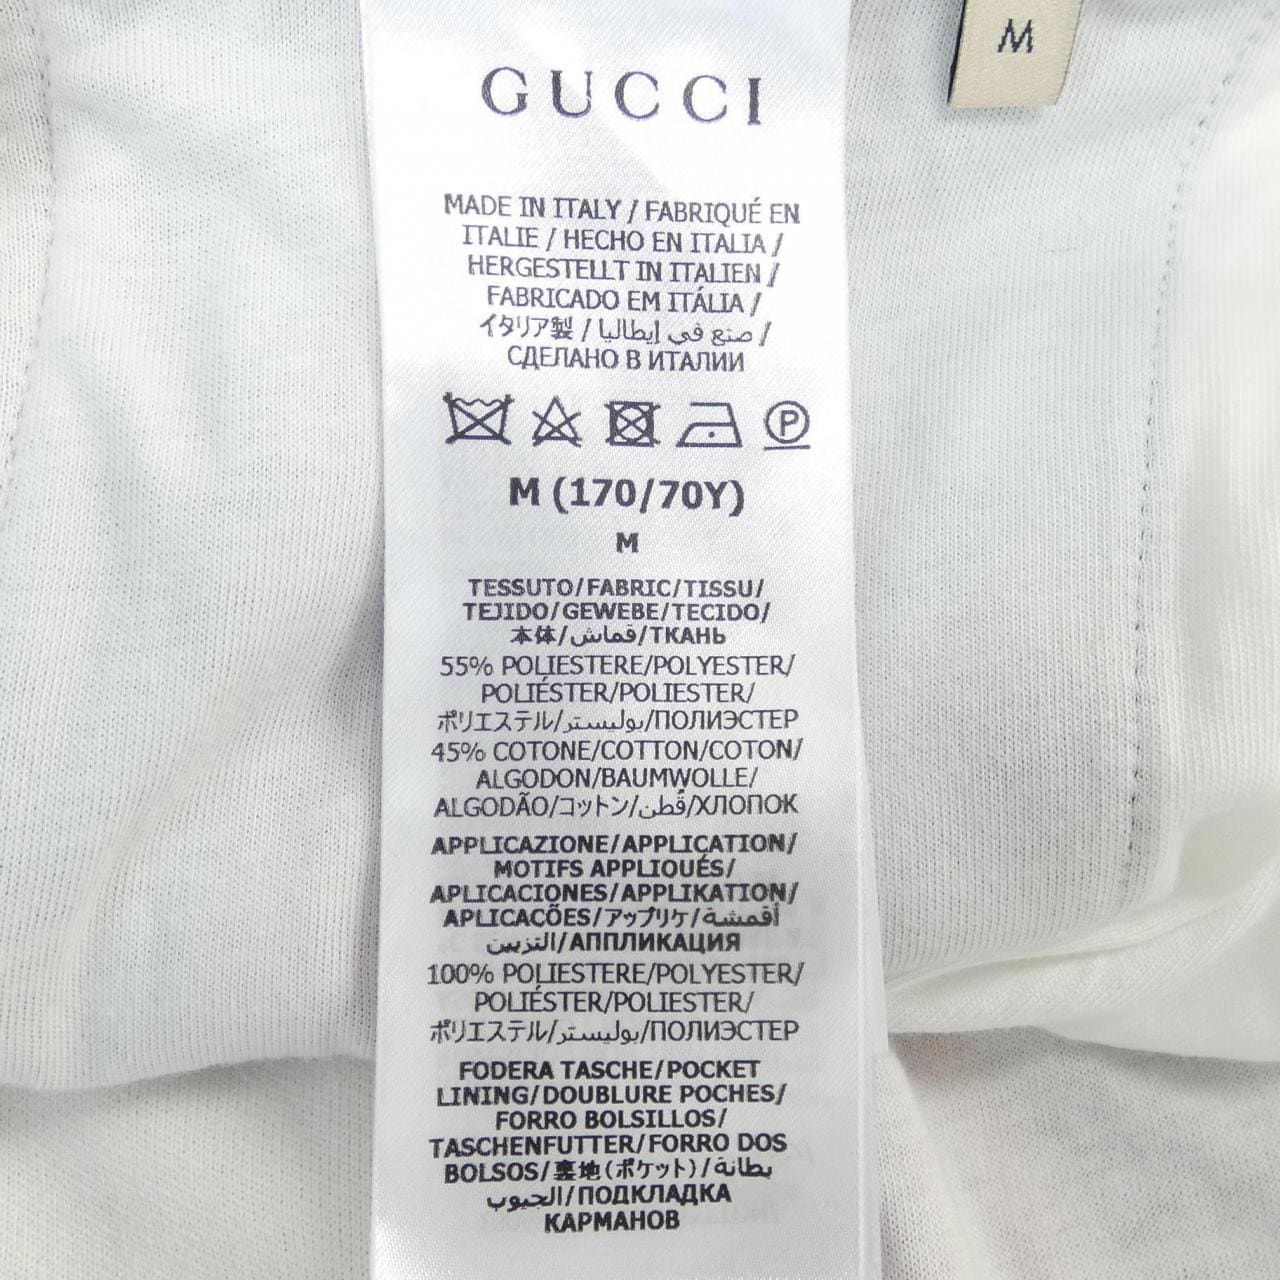 M
GUCCI
MADE IN ITALY / FABRIQUÉ EN
ITALIE / HECHO EN ITALIA /
HERGESTELLT IN ITALIEN /
FABRICADO EM ITÁLIA /
イタリア製 / صنع في إيطاليا /
СДЕЛАНО В ИТАЛИИ
P
M (170/70Y)
M
TESSUTO/FABRIC/TISSU/
TEJIDO/GEWEBE/TECIDO/
本体/قماش/ТКАНЬ
55% POLIESTERE/POLYESTER/
POLIÉSTER/POLIESTER/
ポリエステル/بوليستر/ПОЛИЭСТЕР
45% COTONE/COTTON/COTON/
ALGODON/BAUMWOLLE/
ALGODÃO/コットン/قُطن/ХЛОПОК
APPLICAZIONE/APPLICATION/
MOTIFS APPLIQUÉS/
APLICACIONES/APPLIKATION/
APLICAÇÕES/アップリケ/أقمشة
التزيين/АППЛИКАЦИЯ
100% POLIESTERE/POLYESTER/
POLIÉSTER/POLIESTER/
ポリエステル/بوليستر/ПОЛИЭСТЕР
FODERA TASCHE/POCKET
LINING/DOUBLURE POCHES/
FORRO BOLSILLOS/
TASCHENFUTTER/FORRO DOS
BOLSOS/裏地(ポケット)/بطانة
الجيوب/ПОДКЛАДКА
КАРМАНОВ